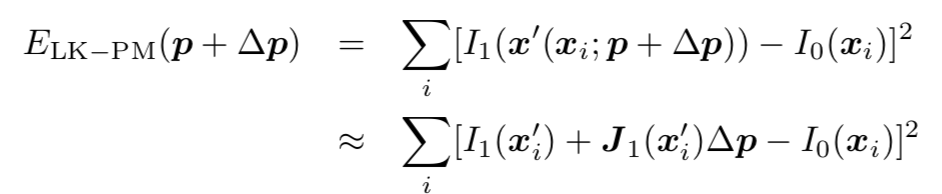 E_{LK−PM}(p + Δp) = ∑_i [I_1(x′(x_i; p + Δp)) − I_0(x_i)]^2
≈ ∑_i [I_1(x′_i) + J_1(x′_i)Δp − I_0(x_i)]^2